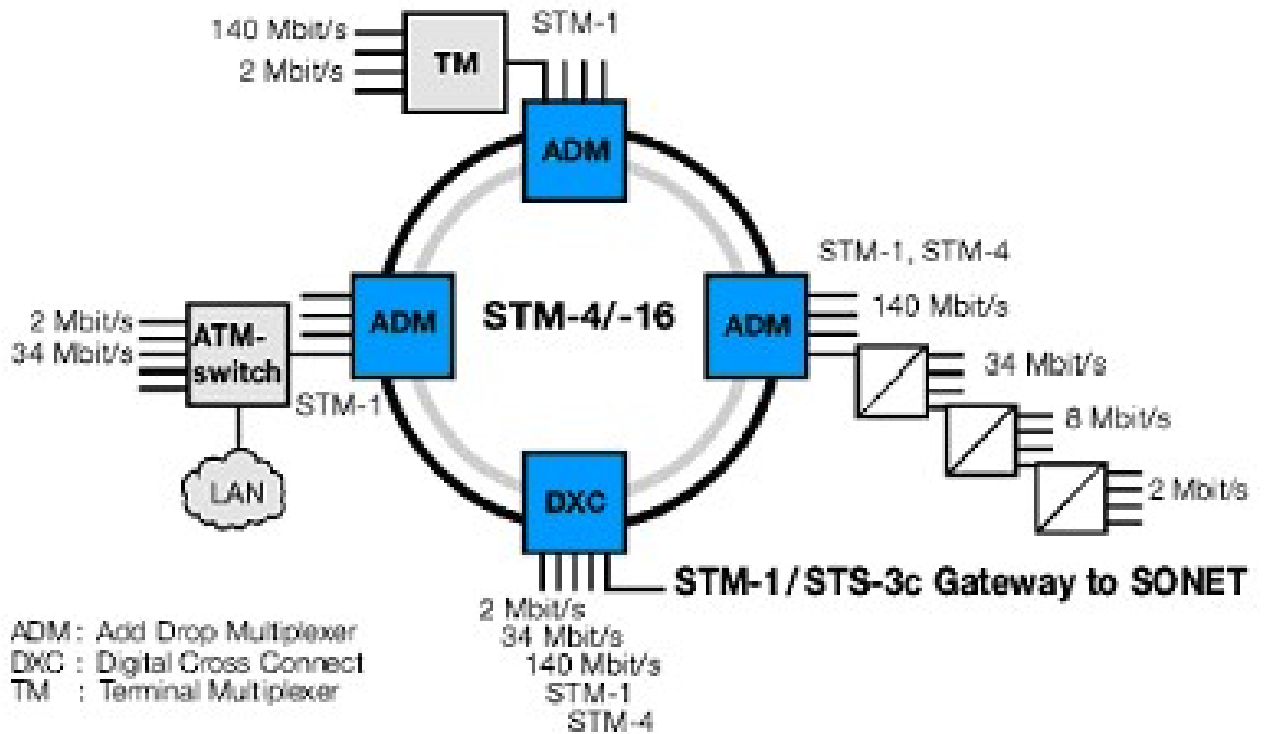 140 Mbit/s
2 Mbit/s
TM
STM-1
ADM
STM-1, STM-4
140 Mbit/s
ADM
STM-4/-16
ADM
2 Mbit/s
34 Mbit/s
ATM-
switch
STM-1
LAN
34 Mbit/s
8 Mbit/s
2 Mbit/s
DXC
STM-1/STS-3c Gateway to SONET
2 Mbit/s
34 Mbit/s
140 Mbit/s
STM-1
STM-4
ADM : Add Drop Multiplexer
DXC : Digital Cross Connect
TM : Terminal Multiplexer